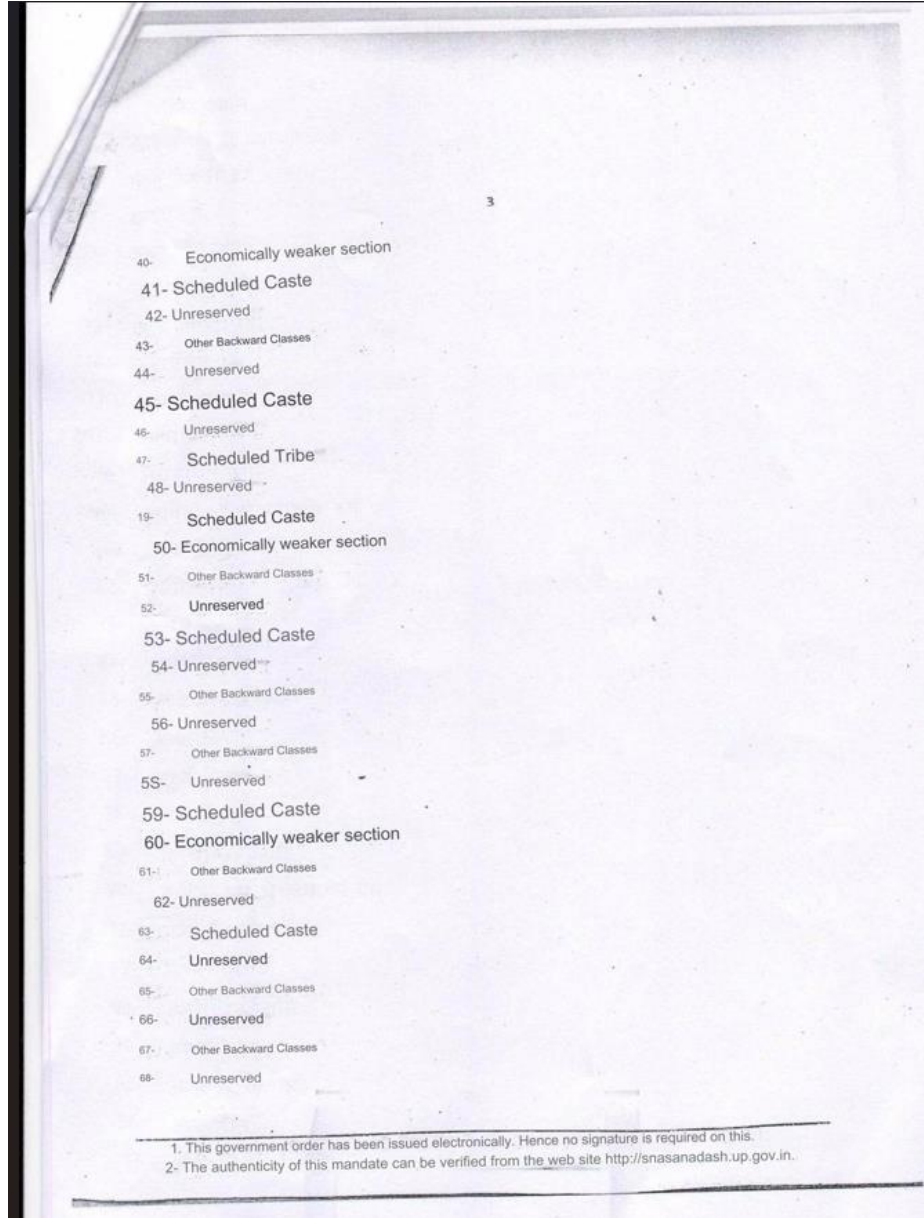 3
40- Economically weaker section
41- Scheduled Caste
42- Unreserved
43- Other Backward Classes
44- Unreserved
45- Scheduled Caste
46- Unreserved
47- Scheduled Tribe
48- Unreserved
19- Scheduled Caste
50- Economically weaker section
51- Other Backward Classes
52- Unreserved
53- Scheduled Caste
54- Unreserved
55- Other Backward Classes
56- Unreserved
57- Other Backward Classes
5S- Unreserved
59- Scheduled Caste
60- Economically weaker section
61- Other Backward Classes
62- Unreserved
63- Scheduled Caste
64- Unreserved
65- Other Backward Classes
66- Unreserved
67- Other Backward Classes
68- Unreserved
1. This government order has been issued electronically. Hence no signature is required on this.
2- The authenticity of this mandate can be verified from the web site http://snasanadash.up.gov.in.